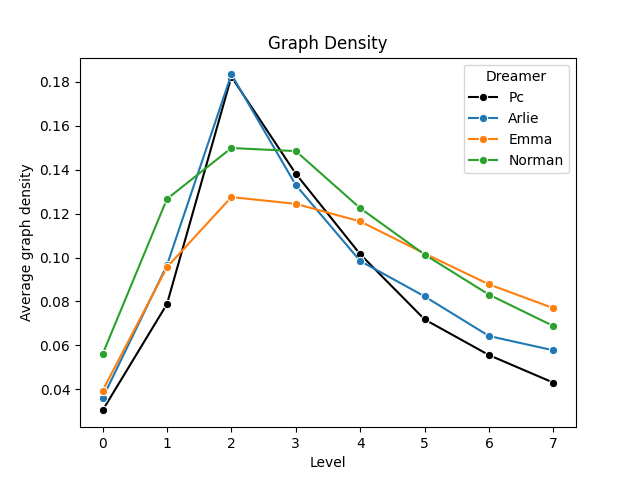 Graph Density
Dreamer
Pc
Arlie
Emma
Norman
Average graph density
0.18
0.16
0.14
0.12
0.10
0.08
0.06
0.04
0 1 2 3 4 5 6 7
Level